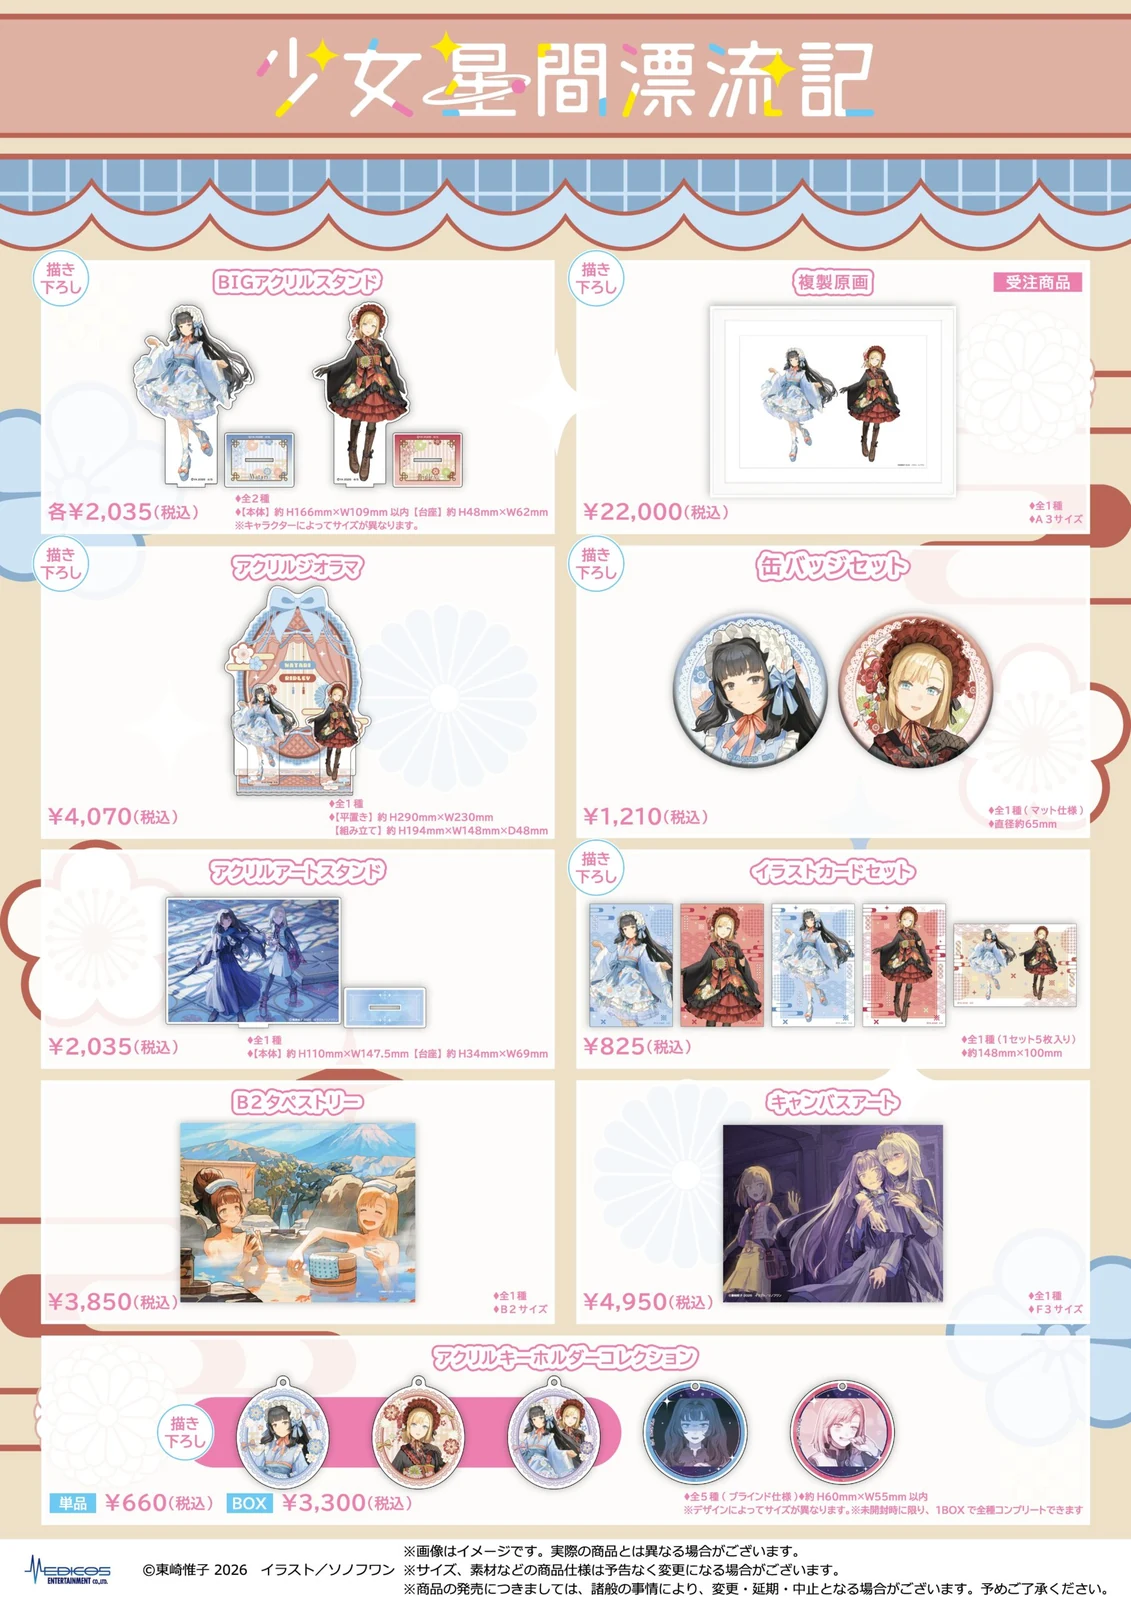 少女星間漂流記
描き
下ろし
BIGアクリルスタンド
各¥2,035(税込)
♦全2種
♦【本体】約H166mm×W109mm以内【台座】約H48mm×W62mm
※キャラクターによってサイズが異なります。
描き
下ろし
複製原画
受注商品
¥22,000(税込)
♦全1種
♦A3サイズ
描き
下ろし
アクリルジオラマ
WATARI
RIDLEY
¥4,070(税込)
♦全1種
♦【平置き】約H290mm×W230mm
【組み立て】約H194mm×W148mm×D48mm
描き
下ろし
缶バッジセット
¥1,210(税込)
♦全1種(マット仕様)
♦直径約65mm
アクリルアートスタンド
¥2,035(税込)
♦全1種
♦【本体】約H110mm×W147.5mm【台座】約H34mm×W69mm
描き
下ろし
イラストカードセット
¥825(税込)
♦全1種(1セット5枚入り)
♦約148mm×100mm
B2タペストリー
¥3,850(税込)
♦全1種
♦B2サイズ
キャンバスアート
¥4,950(税込)
♦全1種
♦F3サイズ
アクリルキーホルダーコレクション
描き
下ろし
単品 ¥660(税込) BOX ¥3,300(税込)
♦全5種(ブラインド仕様)♦約H60mm×W55mm以内
※デザインによってサイズが異なります。※未開封時に限り、1BOXで全種コンプリートできます
MEDICOS
ENTERTAINMENT CO.,LTD.
©東崎惟子 2026 イラスト/ソノフワン
※画像はイメージです。実際の商品とは異なる場合がございます。
※サイズ、素材などの商品仕様は予告なく変更になる場合がございます。
※商品の発売につきましては、諸般の事情により、変更・延期・中止となる場合がございます。予めご了承ください。